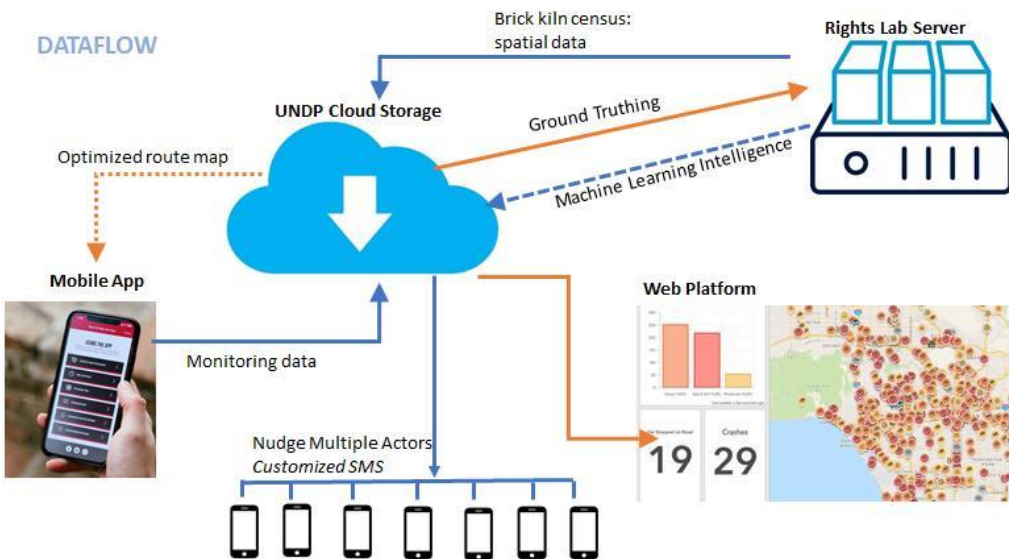 DATAFLOW
Brick kiln census:
spatial data
Rights Lab Server
UNDP Cloud Storage
Ground Truthing
Machine Learning Intelligence
Optimized route map
Mobile App
Monitoring data
Web Platform
Nudge Multiple Actors
Customized SMS
Crashes
19
29